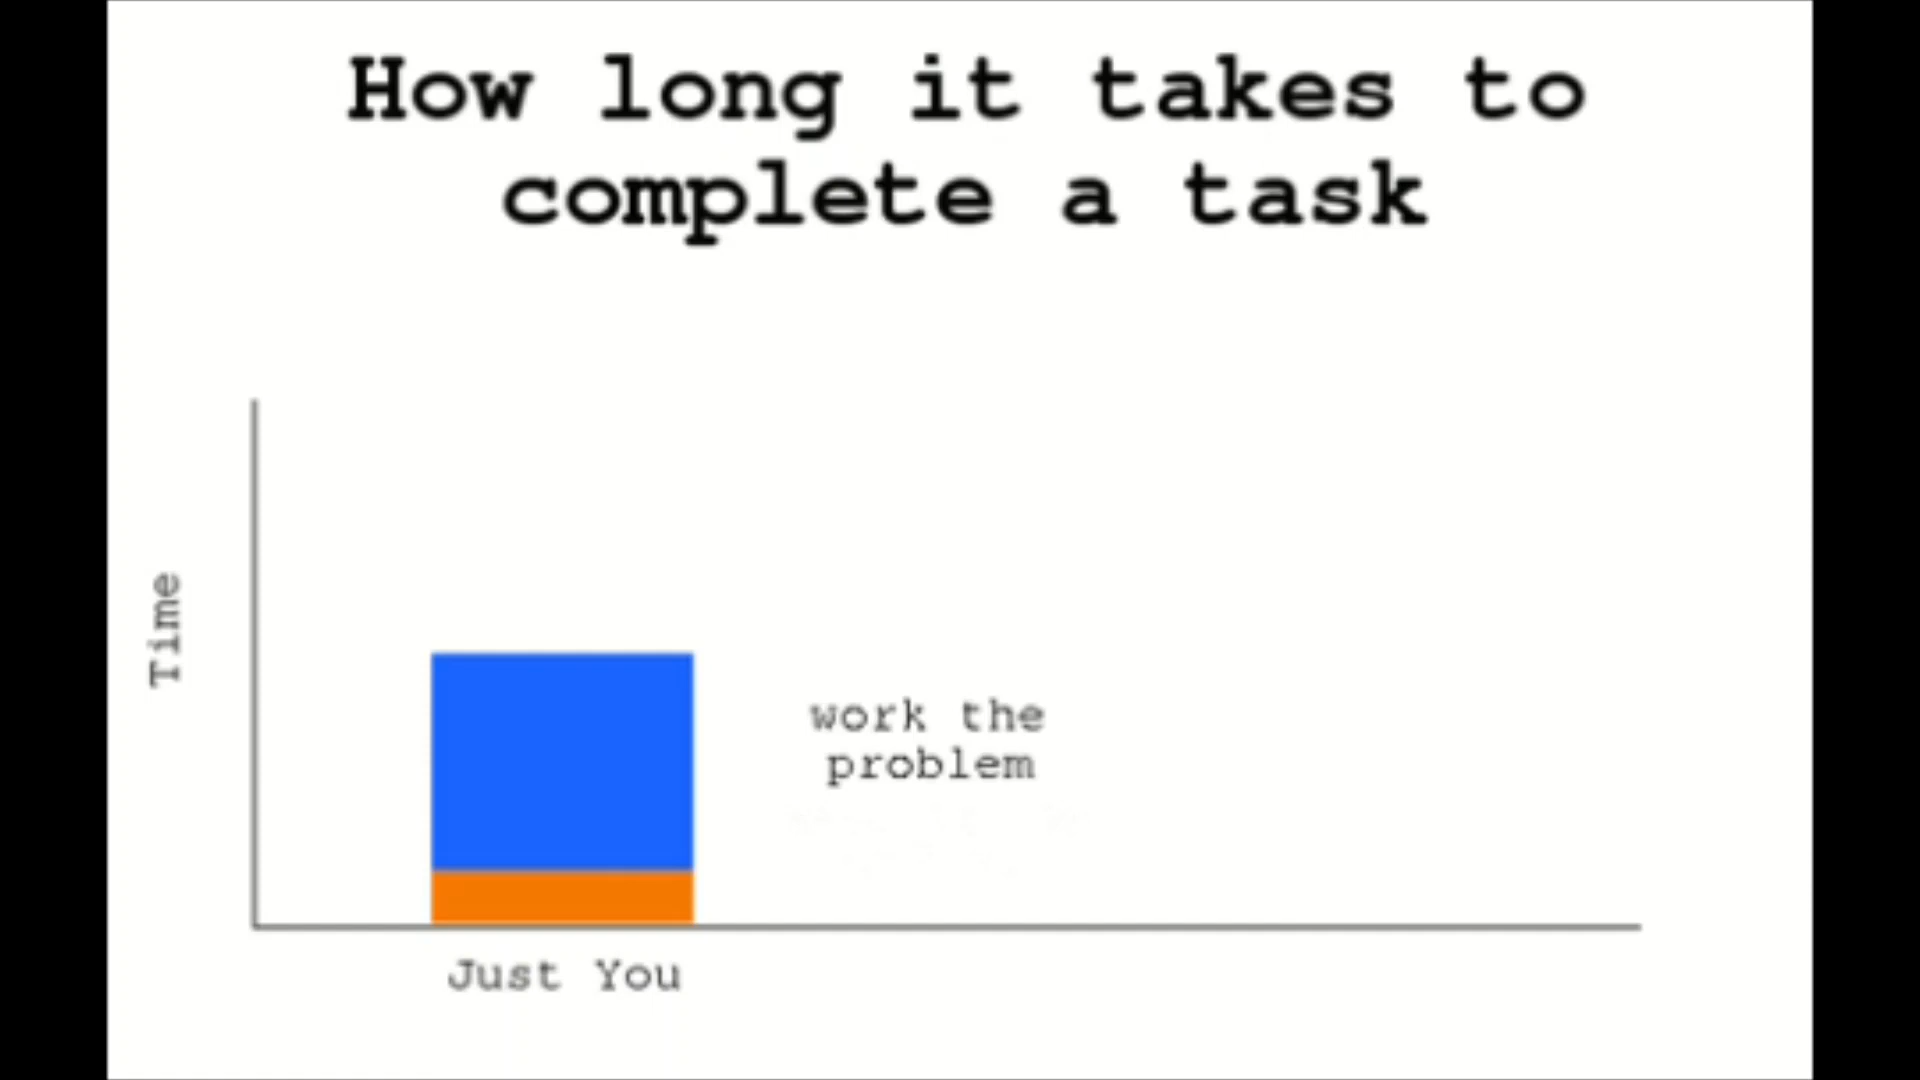 How long it takes to
complete a task
Time
work the
problem
Just You